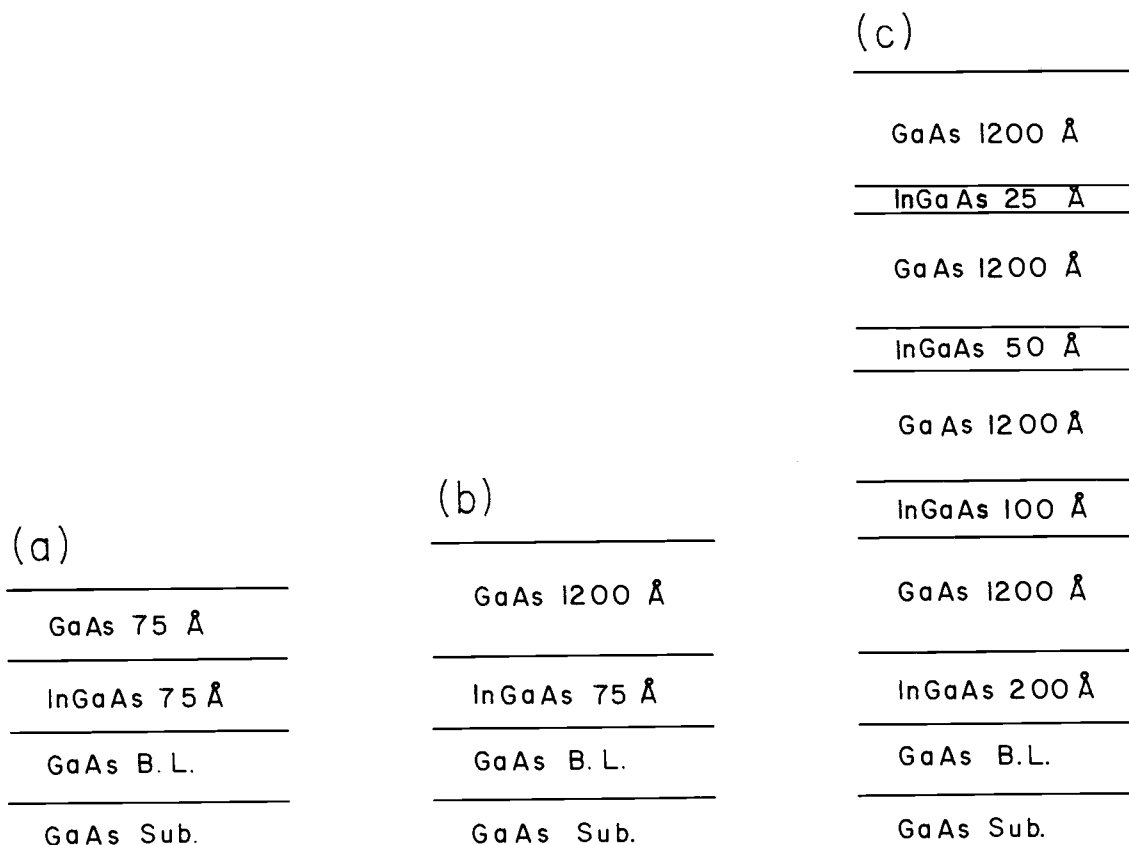 (a)
GaAs 75 Å
InGaAs 75 Å
GaAs B.L.
GaAs Sub.
(b)
GaAs 1200 Å
InGaAs 75 Å
GaAs B.L.
GaAs Sub.
(c)
GaAs 1200 Å
InGaAs 25 Å
GaAs 1200 Å
InGaAs 50 Å
GaAs 1200 Å
InGaAs 100 Å
GaAs 1200 Å
InGaAs 200 Å
GaAs B.L.
GaAs Sub.